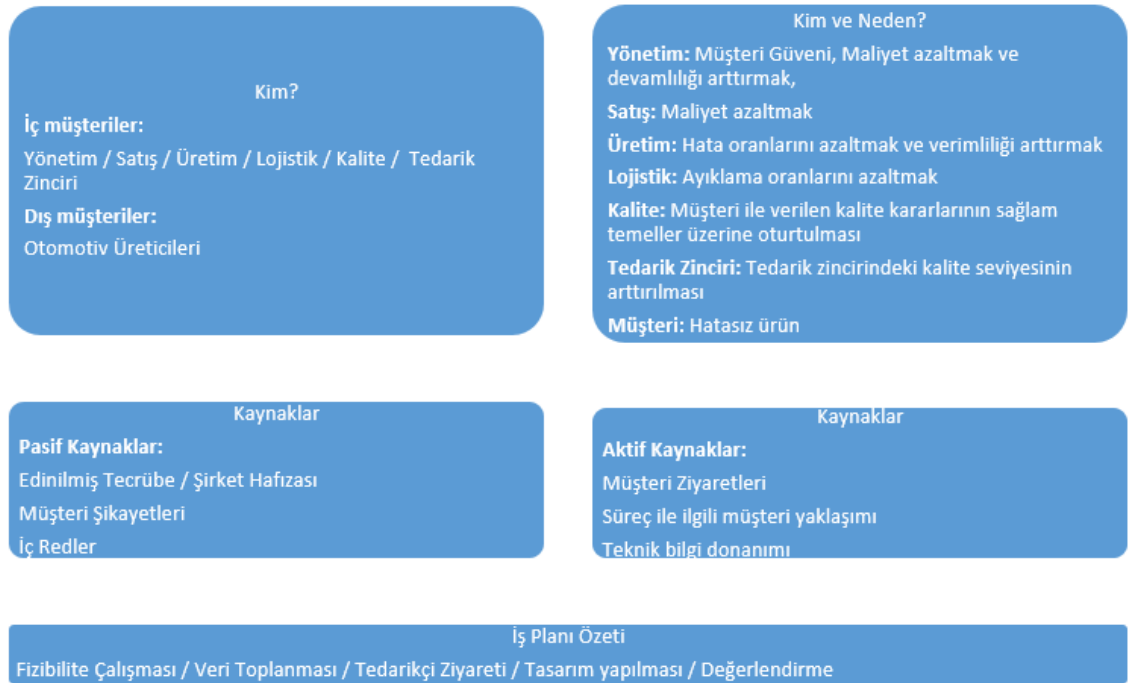 Kim?
İç müşteriler:
Yönetim / Satış / Üretim / Lojistik / Kalite / Tedarik
Zinciri
Dış müşteriler:
Otomotiv Üreticileri
Kim ve Neden?
Yönetim: Müşteri Güveni, Maliyet azaltmak ve
devamlılığı arttırmak,
Satış: Maliyet azaltmak
Üretim: Hata oranlarını azaltmak ve verimliliği arttırmak
Lojistik: Ayıklama oranlarını azaltmak
Kalite: Müşteri ile verilen kalite kararlarının sağlam
temeller üzerine oturtulması
Tedarik Zinciri: Tedarik zincirindeki kalite seviyesinin
arttırılması
Müşteri: Hatasız ürün
Kaynaklar
Pasif Kaynaklar:
Edinilmiş Tecrübe / Şirket Hafızası
Müşteri Şikayetleri
İç Redler
Kaynaklar
Aktif Kaynaklar:
Müşteri Ziyaretleri
Süreç ile ilgili müşteri yaklaşımı
Teknik bilgi donanımı
İş Planı Özeti
Fizibilite Çalışması / Veri Toplanması / Tedarikçi Ziyareti / Tasarım yapılması / Değerlendirme